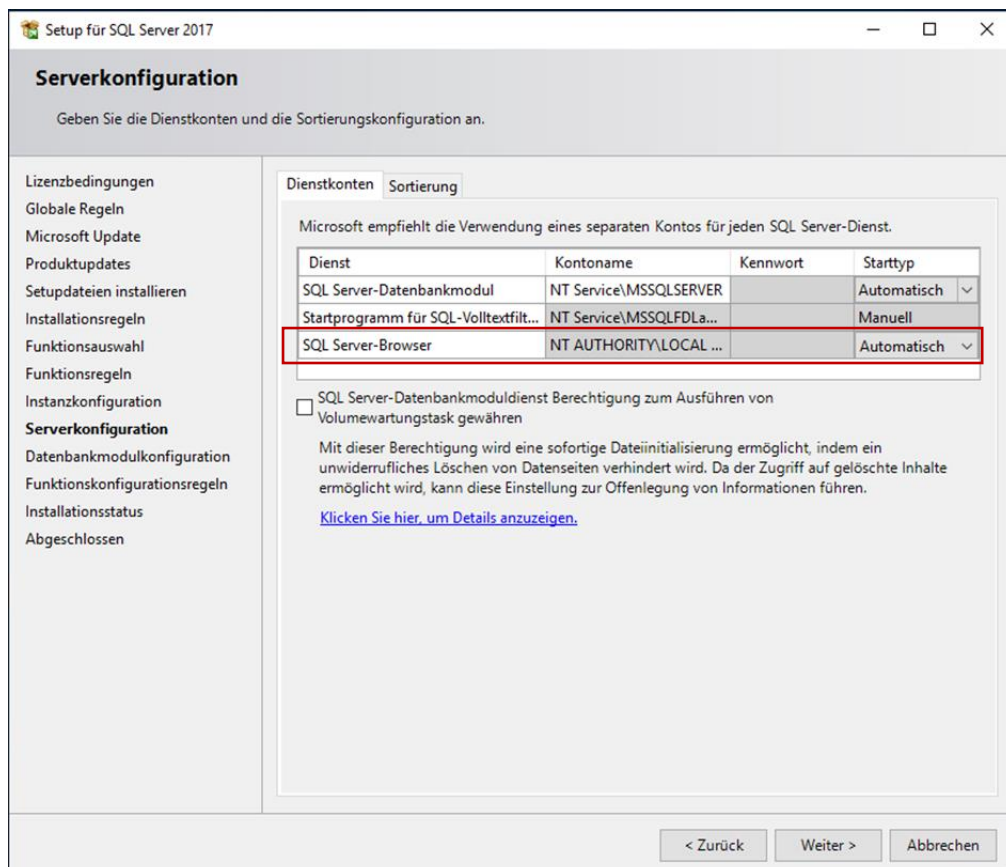 Setup für SQL Server 2017
Serverkonfiguration
Geben Sie die Dienstkonten und die Sortierungskonfiguration an.
Lizenzbedingungen
Globale Regeln
Microsoft Update
Produktupdates
Setupdateien installieren
Installationsregeln
Funktionsauswahl
Funktionsregeln
Instanzkonfiguration
Serverkonfiguration
Datenbankmodulkonfiguration
Funktionskonfigurationsregeln
Installationsstatus
Abgeschlossen
Dienstkonten Sortierung
Microsoft empfiehlt die Verwendung eines separaten Kontos für jeden SQL Server-Dienst.
Dienst Kontoname Kennwort Starttyp
SQL Server-Datenbankmodul NT Service\MSSQLSERVER Automatisch
Startprogramm für SQL-Volltextfilt... NT Service\MSSQLFDLa... Manuell
SQL Server-Browser NT AUTHORITY\LOCAL ... Automatisch
SQL Server-Datenbankmoduldienst Berechtigung zum Ausführen von
Volumewartungstask gewähren
Mit dieser Berechtigung wird eine sofortige Dateiinitialisierung ermöglicht, indem ein
unwiderrufliches Löschen von Datenseiten verhindert wird. Da der Zugriff auf gelöschte Inhalte
ermöglicht wird, kann diese Einstellung zur Offenlegung von Informationen führen.
Klicken Sie hier, um Details anzuzeigen.
< Zurück Weiter > Abbrechen